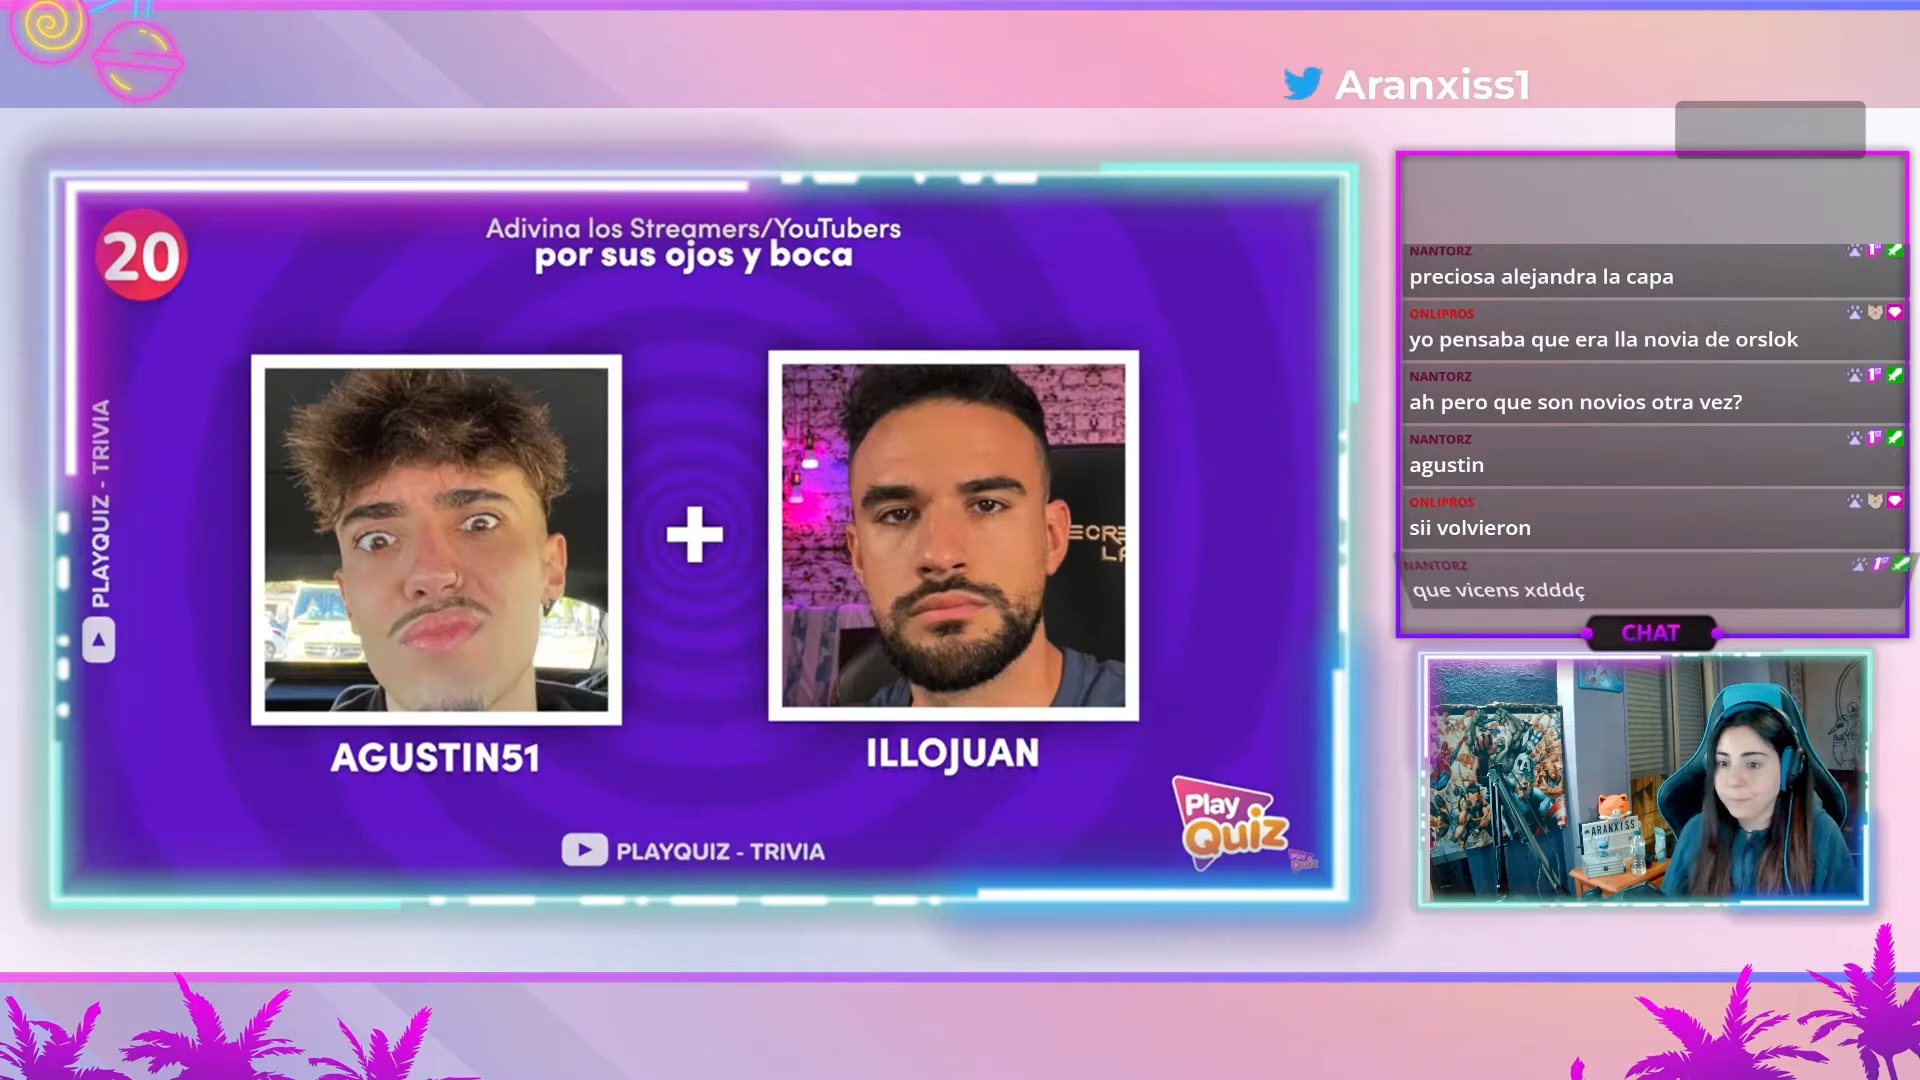 Aranxiss1
20
Adivina los Streamers/YouTubers
por sus ojos y boca
PLAYQUIZ - TRIVIA
ECRE
LA
AGUSTIN51
ILLOJUAN
PLAYQUIZ - TRIVIA
Play
Quiz
NANTORZ
preciosa alejandra la capa
ONLIPROS
yo pensaba que era lla novia de orslok
NANTORZ
ah pero que son novios otra vez?
NANTORZ
agustin
ONLIPROS
sii volvieron
NANTORZ
que vicens xdddç
CHAT
ARANXISS